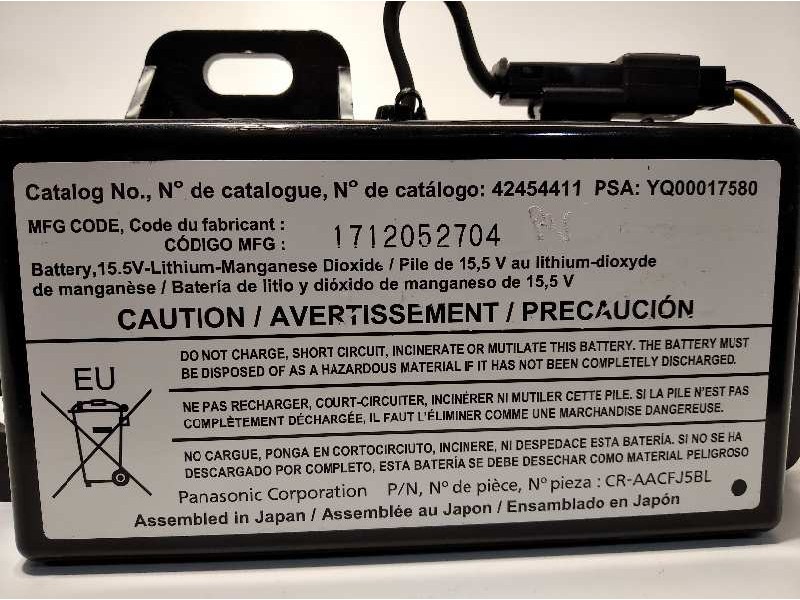 Catalog No., Nº de catalogue, Nº de catálogo: 42454411 PSA: YQ00017580
MFG CODE, Code du fabricant :
CÓDIGO MFG : 1712052704
Battery,15.5V-Lithium-Manganese Dioxide / Pile de 15,5 V au lithium-dioxyde
de manganèse / Batería de litio y dióxido de manganeso de 15,5 V
CAUTION / AVERTISSEMENT / PRECAUCIÓN
EU
DO NOT CHARGE, SHORT CIRCUIT, INCINERATE OR MUTILATE THIS BATTERY. THE BATTERY MUST
BE DISPOSED OF AS A HAZARDOUS MATERIAL IF IT HAS NOT BEEN COMPLETELY DISCHARGED.
NE PAS RECHARGER, COURT-CIRCUITER, INCINÉRER NI MUTILER CETTE PILE. SI LA PILE N'EST PAS
COMPLÈTEMENT DÉCHARGÉE, IL FAUT L'ÉLIMINER COMME UNE MARCHANDISE DANGEREUSE.
NO CARGUE, PONGA EN CORTOCIRCIUTO, INCINERE, NI DESPEDACE ESTA BATERÍA. SI NO SE HA
DESCARGADO POR COMPLETO, ESTA BATERÍA SE DEBE DESECHAR COMO MATERIAL PELIGROSO
Panasonic Corporation P/N, Nº de pièce, Nº pieza : CR-AACFJ5BL
Assembled in Japan / Assemblée au Japon / Ensamblado en Japón